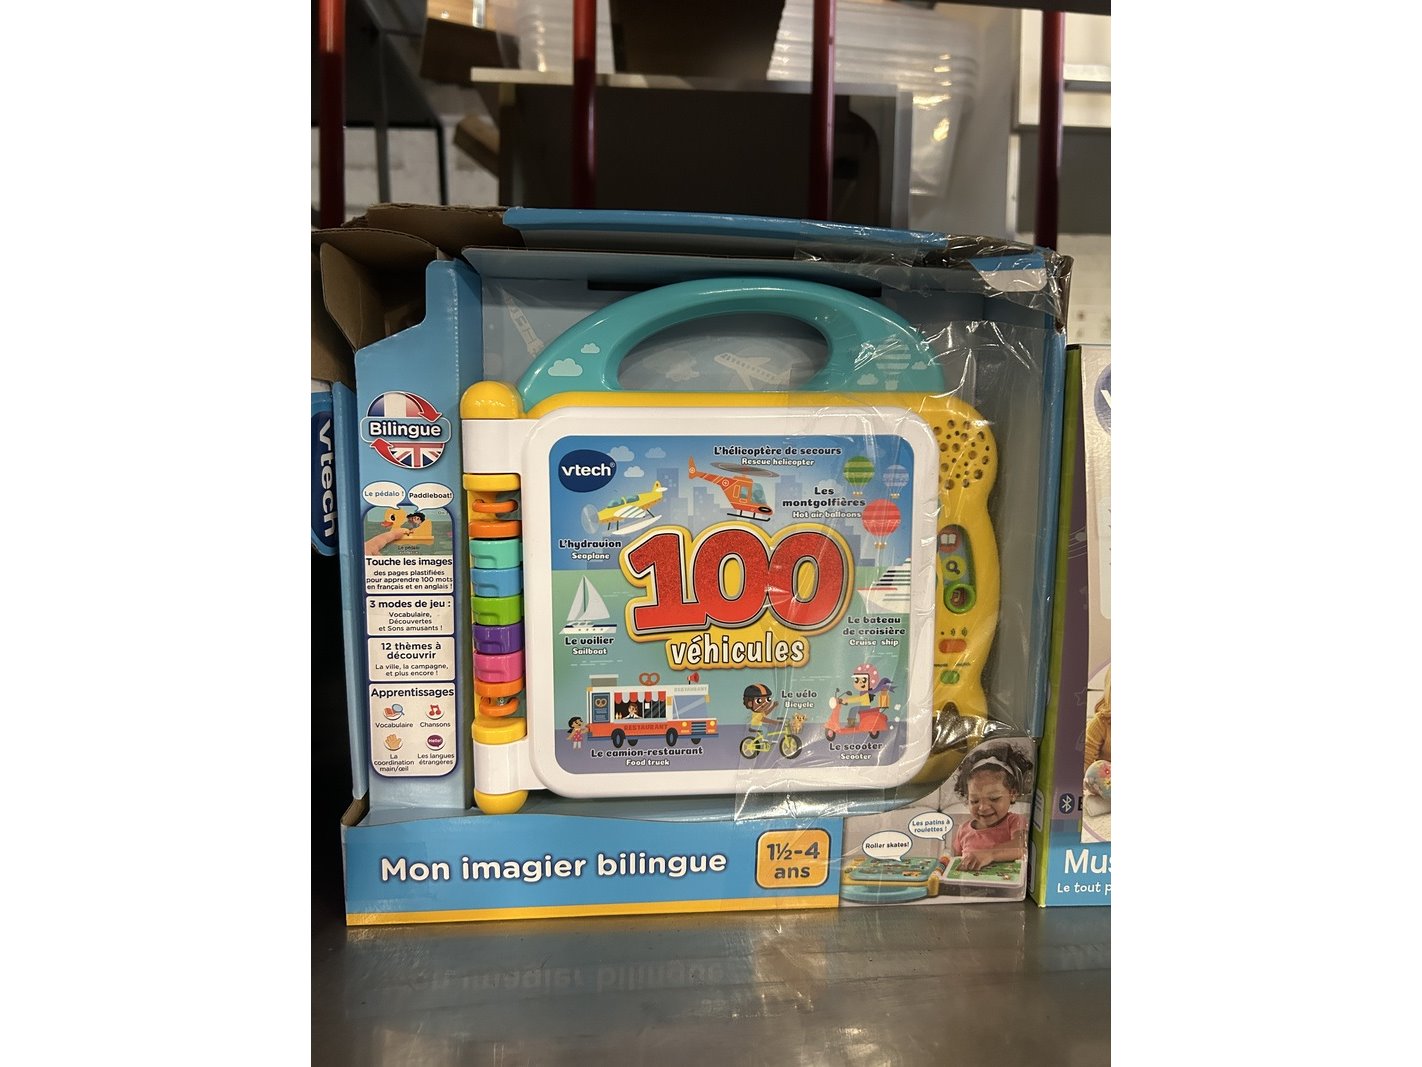 vtech
Bilingue
Le pédalo !
Paddleboat!
Le pédalo
Touche les images
des pages plastifiées
pour apprendre 100 mots
en français et en anglais !
3 modes de jeu :
Vocabulaire,
Découvertes
et Sons amusants !
12 thèmes à
découvrir
La ville, la campagne,
et plus encore !
Apprentissages
Vocabulaire
Chansons
Hello!
La
coordination
main/œil
Les langues
étrangères
vtech
L'hélicoptère de secours
Rescue helicopter
Les
montgolfières
Hot air balloons
L'hydravion
Seaplane
100
véhicules
Le voilier
Sailboat
Le bateau
de croisière
Cruise ship
RESTAURANT
RESTAURANT
Le camion-restaurant
Food truck
Le vélo
Bicycle
Le scooter
Scooter
Mon imagier bilingue
1½-4
ans
Les patins à
roulettes !
Roller skates!
Mus
Le tout p